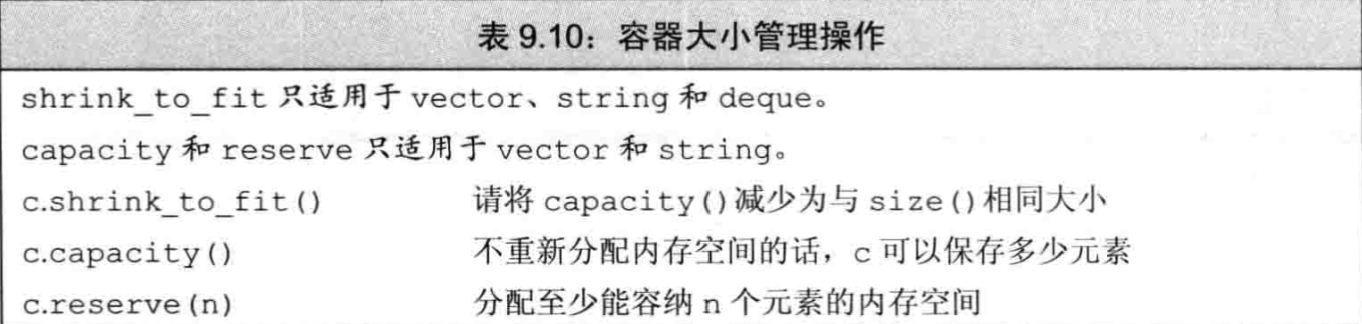 表 9.10：容器大小管理操作
shrink_to_fit 只适用于 vector、string 和 deque。
capacity 和 reserve 只适用于 vector 和 string。
c.shrink_to_fit() 请将 capacity()减少为与 size()相同大小
c.capacity() 不重新分配内存空间的话，c 可以保存多少元素
c.reserve(n) 分配至少能容纳 n 个元素的内存空间